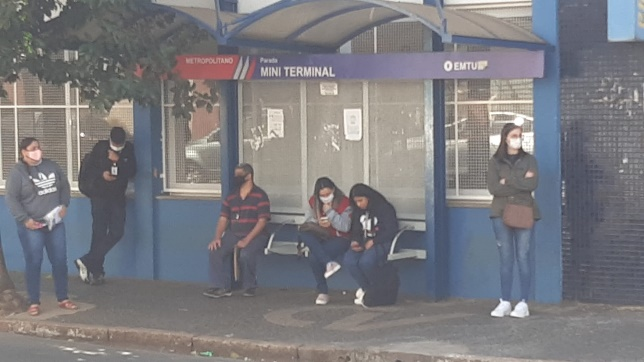 METROPOLITANO
Parada
MINI TERMINAL
EMTU
adidas